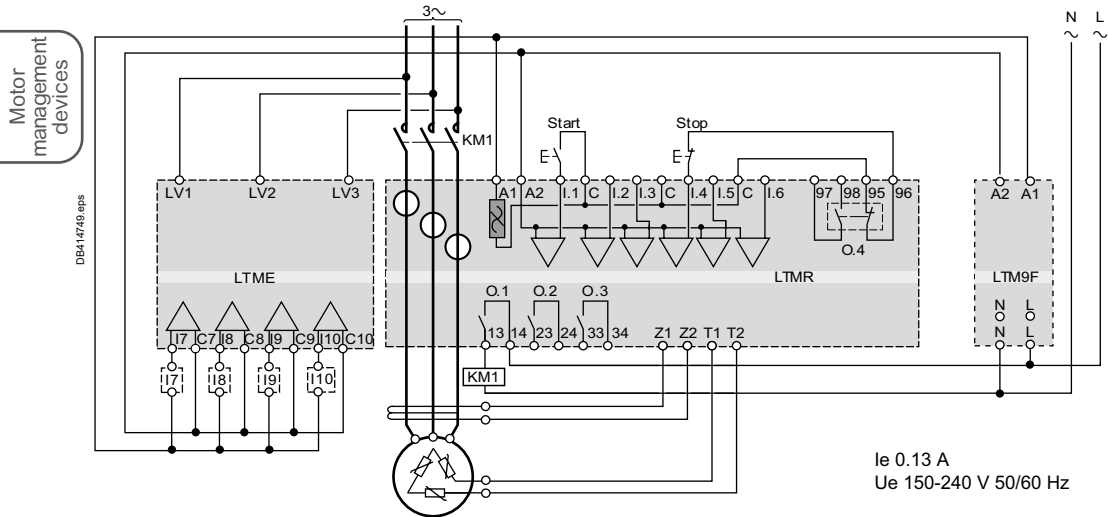 3~
N L
~ ~
Motor
management
devices
DB414749.eps
Start
Stop
KM1
LV1 LV2 LV3
A1 A2 I.1 C I.2 I.3 C I.4 I.5 C I.6 97 98 95 96
A2 A1
O.4
LTME
LTMR
LTM9F
O.1 O.2 O.3
N L
N L
13 14 23 24 33 34 Z1 Z2 T1 T2
I7 C7 I8 C8 I9 C9 I10 C10
I7 I8 I9 I10
KM1
Ie 0.13 A
Ue 150-240 V 50/60 Hz